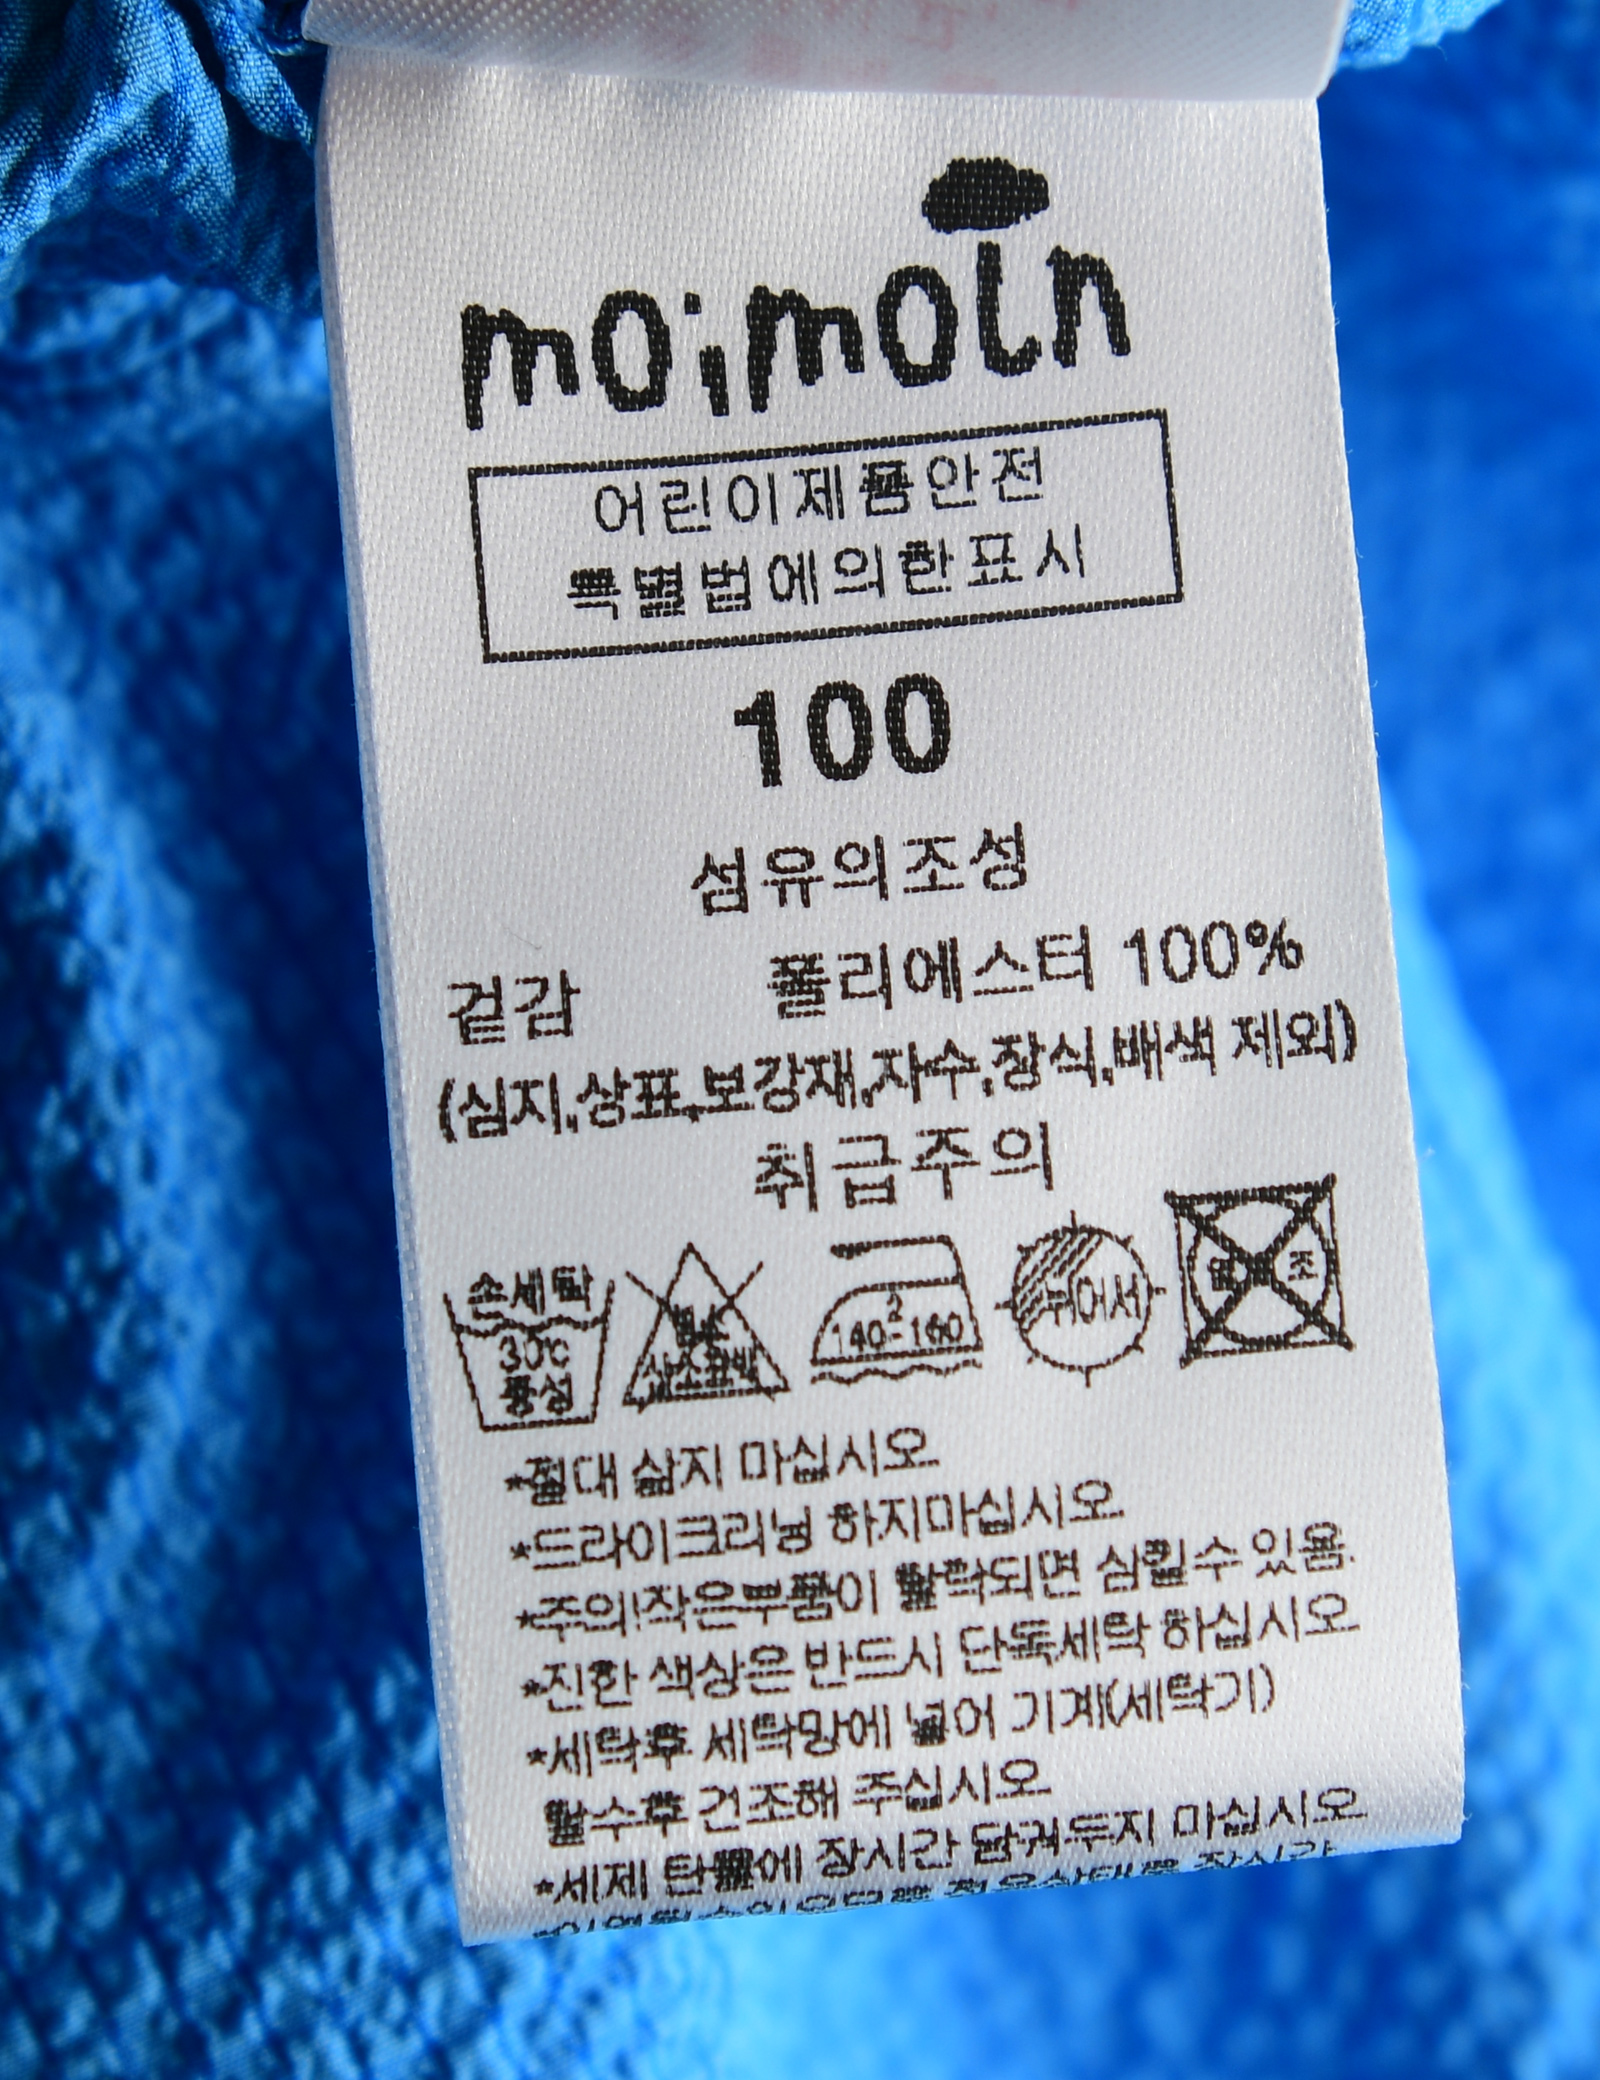 moimoln
어린이제품안전
특별법에의한표시
100
섬유의조성
겉감 폴리에스터 100%
(심지,상표,보강재,자수,장식,배색 제외)
취급주의
손세탁
30℃
중성
2
140-160
뉘어서
조
*절대 삶지 마십시오
*드라이크리닝 하지마십시오
*주의!작은부품이 탈락되면 삼킬수 있음.
*진한 색상은 반드시 단독세탁 하십시오
*세탁후 세탁망에 넣어 기계(세탁기)
탈수후 건조해 주십시오
*세제 탄물에 장시간 담궈두지 마십시오
장시간